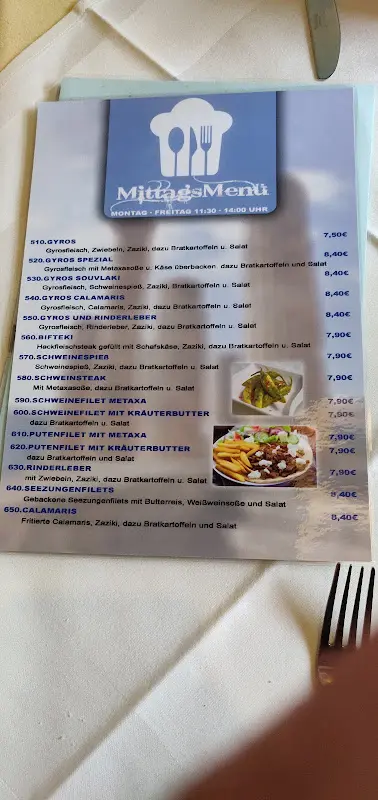 MittagsMenü
MONTAG - FREITAG 11:30 - 14:00 UHR
510.GYROS 7,50€
Gyrosfleisch, Zwiebeln, Zaziki, dazu Bratkartoffeln u. Salat
520.GYROS SPEZIAL 8,40€
Gyrosfleisch mit Metaxasoße u. Käse überbacken, dazu Bratkartoffeln und Salat
530.GYROS SOUVLAKI 8,40€
Gyrosfleisch, Schweinespieß, Zaziki, Bratkartoffeln u. Salat
540.GYROS CALAMARIS 8,40€
Gyrosfleisch, Calamaris, Zaziki, dazu Bratkartoffeln u. Salat
550.GYROS UND RINDERLEBER 8,40€
Gyrosfleisch, Rinderleber, Zaziki, dazu Bratkartoffeln u. Salat
560.BIFTEKI 7,90€
Hackfleischsteak gefüllt mit Schafskäse, Zaziki, dazu Bratkartoffeln u. Salat
570.SCHWEINESPIEß 7,90€
Schweinespieß, Zaziki, dazu Bratkartoffeln u. Salat
580.SCHWEINSTEAK 7,90€
Mit Metaxasoße, dazu Bratkartoffeln u. Salat
590.SCHWEINEFILET METAXA 7,90€
600.SCHWEINEFILET MIT KRÄUTERBUTTER 7,90€
dazu Bratkartoffeln u. Salat
610.PUTENFILET MIT METAXA 7,90€
620.PUTENFILET MIT KRÄUTERBUTTER 7,90€
dazu Bratkartoffeln und Salat
630.RINDERLEBER 7,90€
mit Zwiebeln, Zaziki, dazu Bratkartoffeln u. Salat
640.SEEZUNGENFILETS 8,40€
Gebackene Seezungenfilets mit Butterreis, Weißweinsoße und Salat
650.CALAMARIS 8,40€
Fritierte Calamaris, Zaziki, dazu Bratkartoffeln und Salat